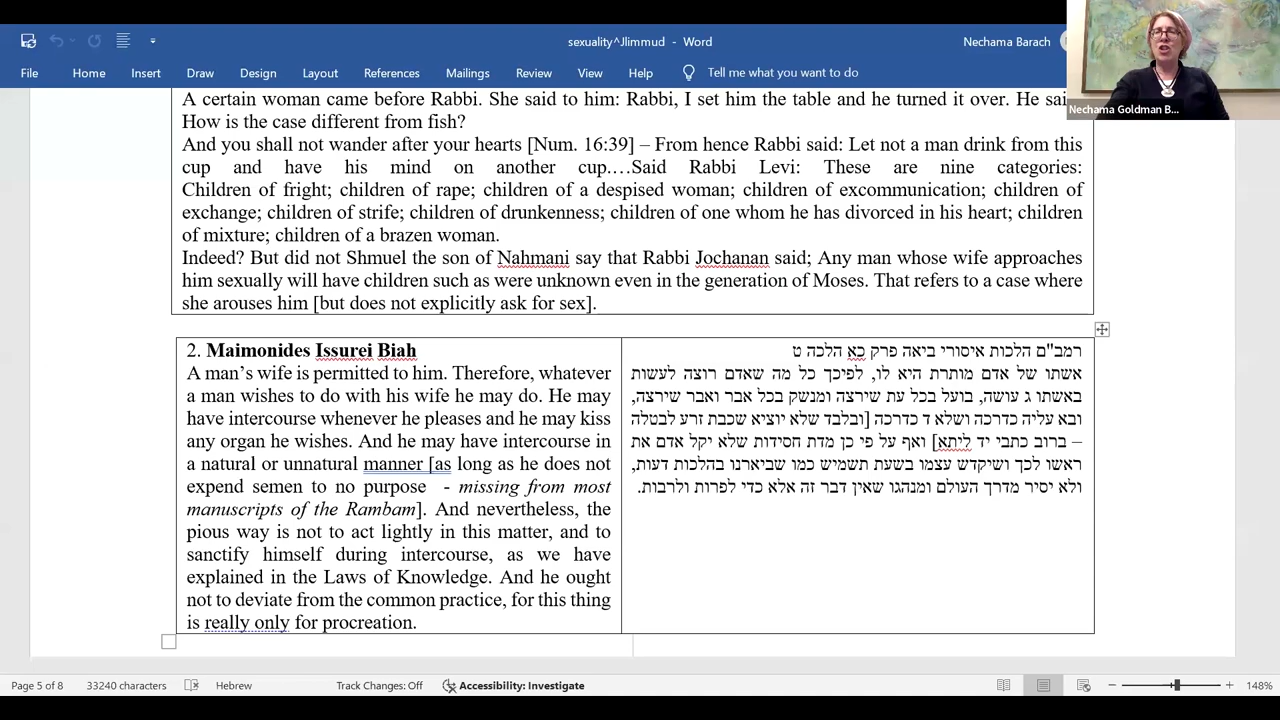 sexuality^Jlimmud - Word
Nechama Barach
File Home Insert Draw Design Layout References Mailings Review View Help Tell me what you want to do
Nechama Goldman B...
A certain woman came before Rabbi. She said to him: Rabbi, I set him the table and he turned it over. He
How is the case different from fish?
And you shall not wander after your hearts [Num. 16:39] – From hence Rabbi said: Let not a man drink from this
cup and have his mind on another cup.…Said Rabbi Levi: These are nine categories:
Children of fright; children of rape; children of a despised woman; children of excommunication; children of
exchange; children of strife; children of drunkenness; children of one whom he has divorced in his heart; children
of mixture; children of a brazen woman.
Indeed? But did not Shmuel the son of Nahmani say that Rabbi Jochanan said; Any man whose wife approaches
him sexually will have children such as were unknown even in the generation of Moses. That refers to a case where
she arouses him [but does not explicitly ask for sex].
2. Maimonides Issurei Biah
A man's wife is permitted to him. Therefore, whatever
a man wishes to do with his wife he may do. He may
have intercourse whenever he pleases and he may kiss
any organ he wishes. And he may have intercourse in
a natural or unnatural manner [as long as he does not
expend semen to no purpose - missing from most
manuscripts of the Rambam]. And nevertheless, the
pious way is not to act lightly in this matter, and to
sanctify himself during intercourse, as we have
explained in the Laws of Knowledge. And he ought
not to deviate from the common practice, for this thing
is really only for procreation.
רמב"ם הלכות איסורי ביאה פרק כא הלכה ט
אשתו של אדם מותרת היא לו, לפיכך כל מה שאדם רוצה לעשות
באשתו ג עושה, בועל בכל עת שירצה ומנשק בכל אבר ואבר שירצה,
ובא עליה כדרכה ושלא ד כדרכה [ובלבד שלא יוציא שכבת זרע לבטלה
– ברוב כתבי יד ליתא] ואף על פי כן מדת חסידות שלא יקל אדם את
ראשו לכך ושיקדש עצמו בשעת תשמיש כמו שביארנו בהלכות דעות,
ולא יסיר מדרך העולם ומנהגו שאין דבר זה אלא כדי לפרות ולרבות.
Page 5 of 8 33240 characters Hebrew Track Changes: Off Accessibility: Investigate 148%